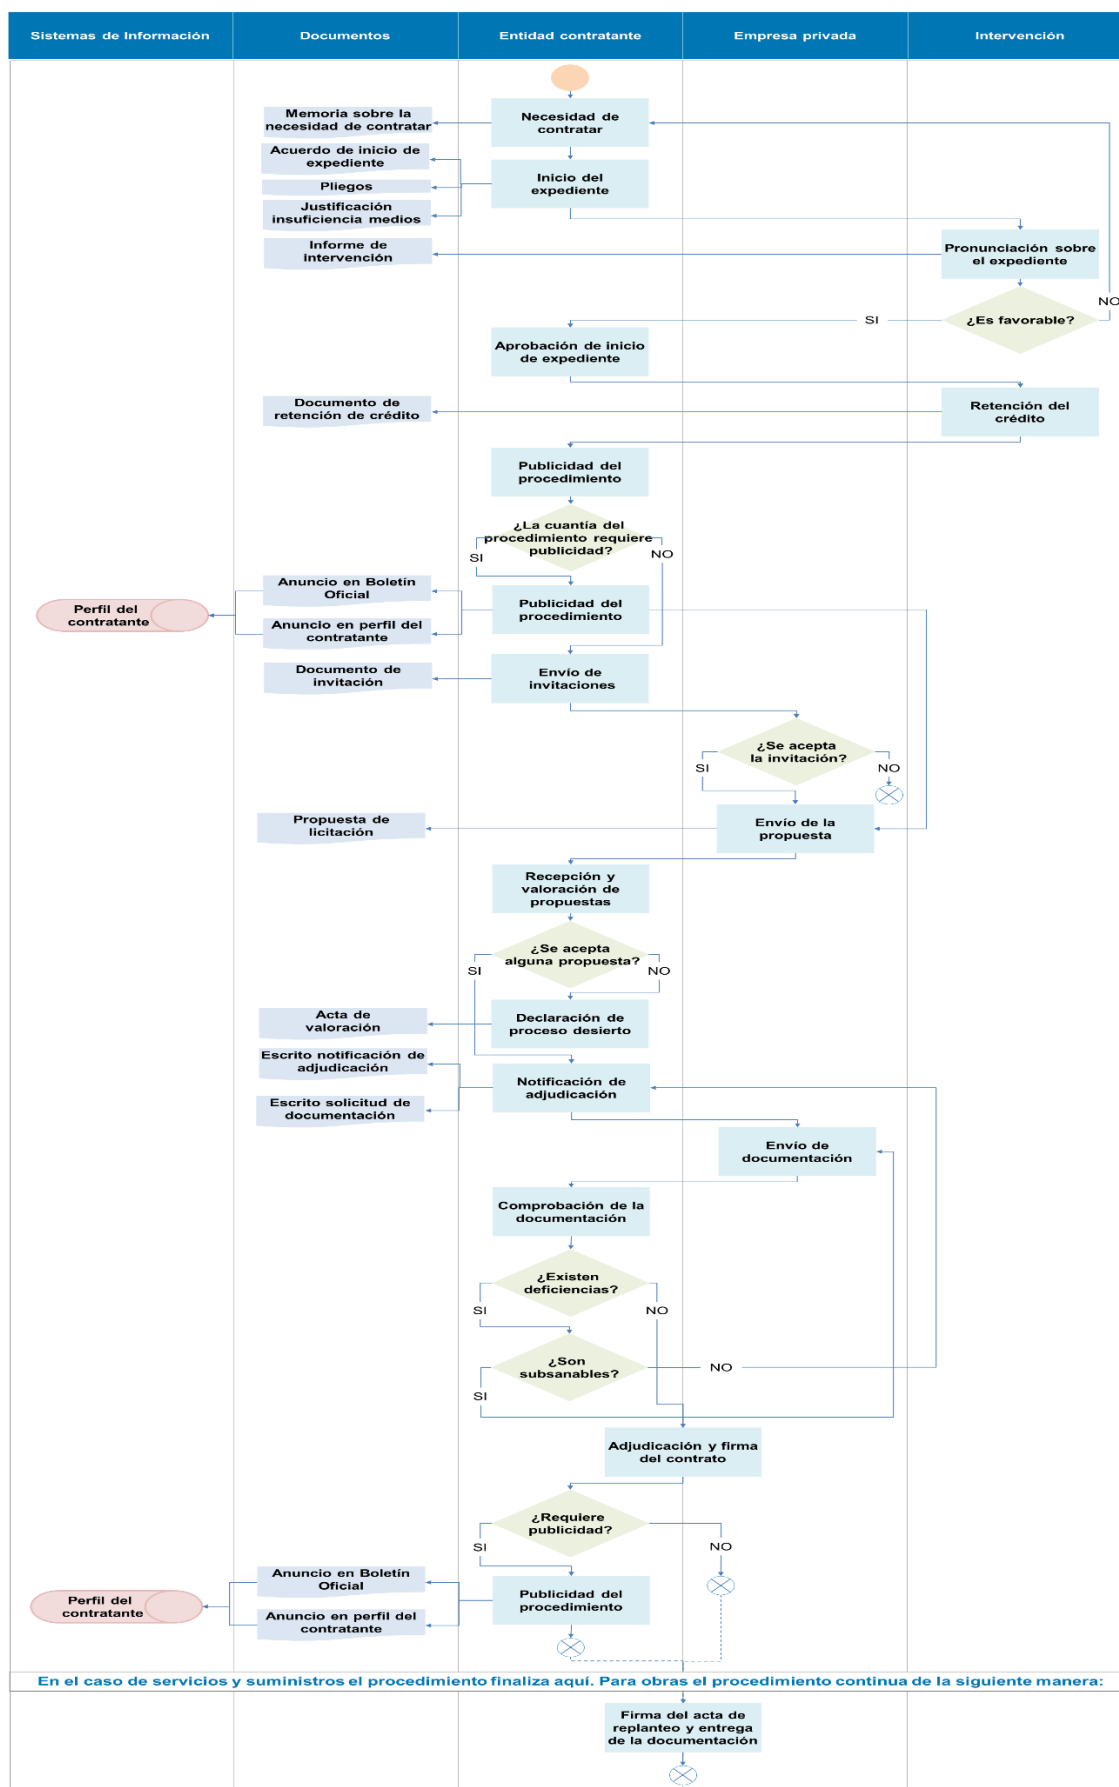 Sistemas de Información
Documentos
Entidad contratante
Empresa privada
Intervención
Memoria sobre la
necesidad de contratar
Necesidad de
contratar
Acuerdo de inicio de
expediente
Pliegos
Justificación
insuficiencia medios
Inicio del
expediente
Informe de
intervención
Pronunciación sobre
el expediente
¿Es favorable?
NO
SI
Aprobación de inicio
de expediente
Documento de
retención de crédito
Retención del
crédito
Publicidad del
procedimiento
¿La cuantía del
procedimiento requiere
publicidad?
SI
NO
Anuncio en Boletín
Oficial
Publicidad del
procedimiento
Perfil del
contratante
Anuncio en perfil del
contratante
Documento de
invitación
Envío de
invitaciones
¿Se acepta
la invitación?
SI
NO
Propuesta de
licitación
Envío de la
propuesta
Recepción y
valoración de
propuestas
¿Se acepta
alguna propuesta?
SI
NO
Acta de
valoración
Declaración de
proceso desierto
Escrito notificación de
adjudicación
Notificación de
adjudicación
Escrito solicitud de
documentación
Envío de
documentación
Comprobación de la
documentación
¿Existen
deficiencias?
SI
NO
¿Son
subsanables?
NO
SI
Adjudicación y firma
del contrato
¿Requiere
publicidad?
SI
NO
Anuncio en Boletín
Oficial
Publicidad del
procedimiento
Perfil del
contratante
Anuncio en perfil del
contratante
En el caso de servicios y suministros el procedimiento finaliza aquí. Para obras el procedimiento continua de la siguiente manera:
Firma del acta de
replanteo y entrega
de la documentación